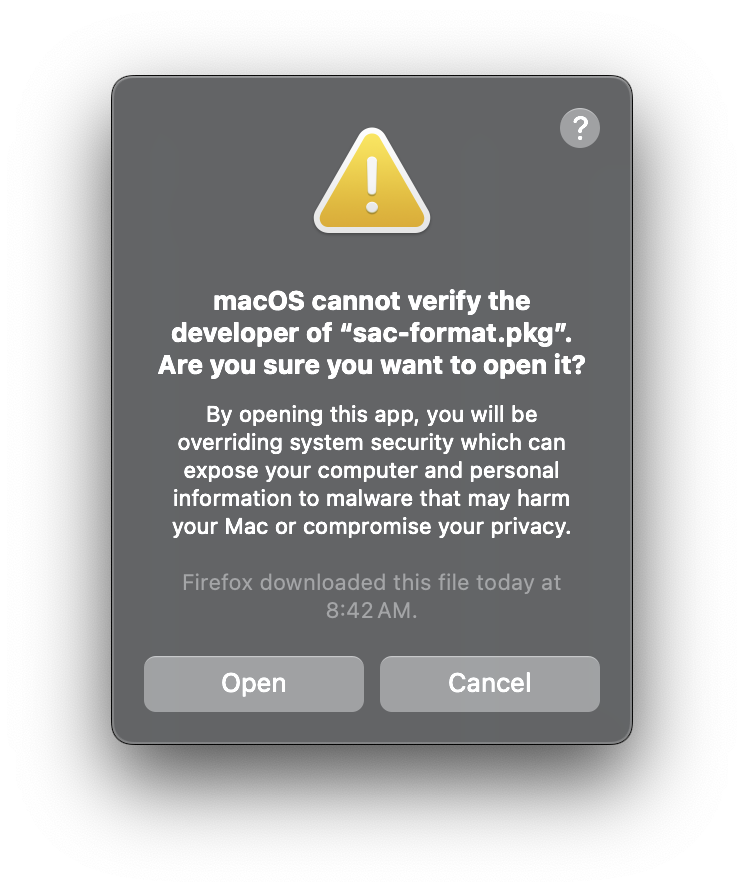 ?
macOS cannot verify the
developer of “sac-format.pkg”.
Are you sure you want to open it?
By opening this app, you will be
overriding system security which can
expose your computer and personal
information to malware that may harm
your Mac or compromise your privacy.
Firefox downloaded this file today at
8:42 AM.
Open
Cancel